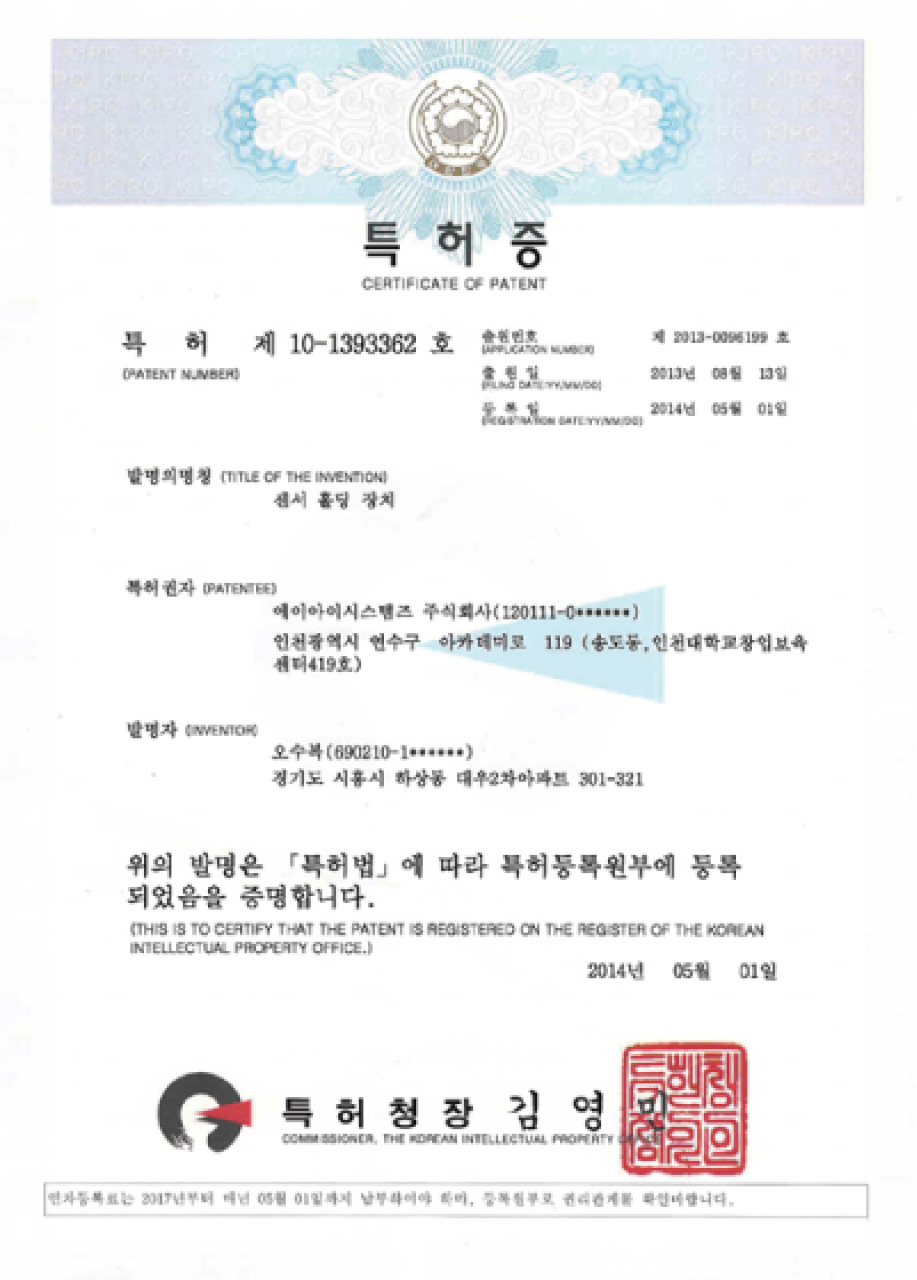 특 허 증
CERTIFICATE OF PATENT
특 허 제 10-1393362 호
(PATENT NUMBER)
출원번호 제 2013-0096199 호
(APPLICATION NUMBER)
출 원 일 2013년 08월 13일
(FILING DATE:YY/MM/DD)
등 록 일 2014년 05월 01일
(REGISTRATION DATE:YY/MM/DD)
발명의명칭 (TITLE OF THE INVENTION)
센서 홀딩 장치
특허권자 (PATENTEE)
에이아이시스템즈 주식회사(120111-0******)
인천광역시 연수구 아카데미로 119 (송도동,인천대학교창업보육
센터419호)
발명자 (INVENTOR)
오수복(690210-1******)
경기도 시흥시 하상동 대우2차아파트 301-321
위의 발명은 「특허법」에 따라 특허등록원부에 등록
되었음을 증명합니다.
(THIS IS TO CERTIFY THAT THE PATENT IS REGISTERED ON THE REGISTER OF THE KOREAN
INTELLECTUAL PROPERTY OFFICE.)
2014년 05월 01일
특 허 청 장 김 영 민
COMMISSIONER, THE KOREAN INTELLECTUAL PROPERTY OFFICE
연차등록료는 2017년부터 매년 05월 01일까지 납부하여야 하며, 등록원부로 권리관계를 확인바랍니다.